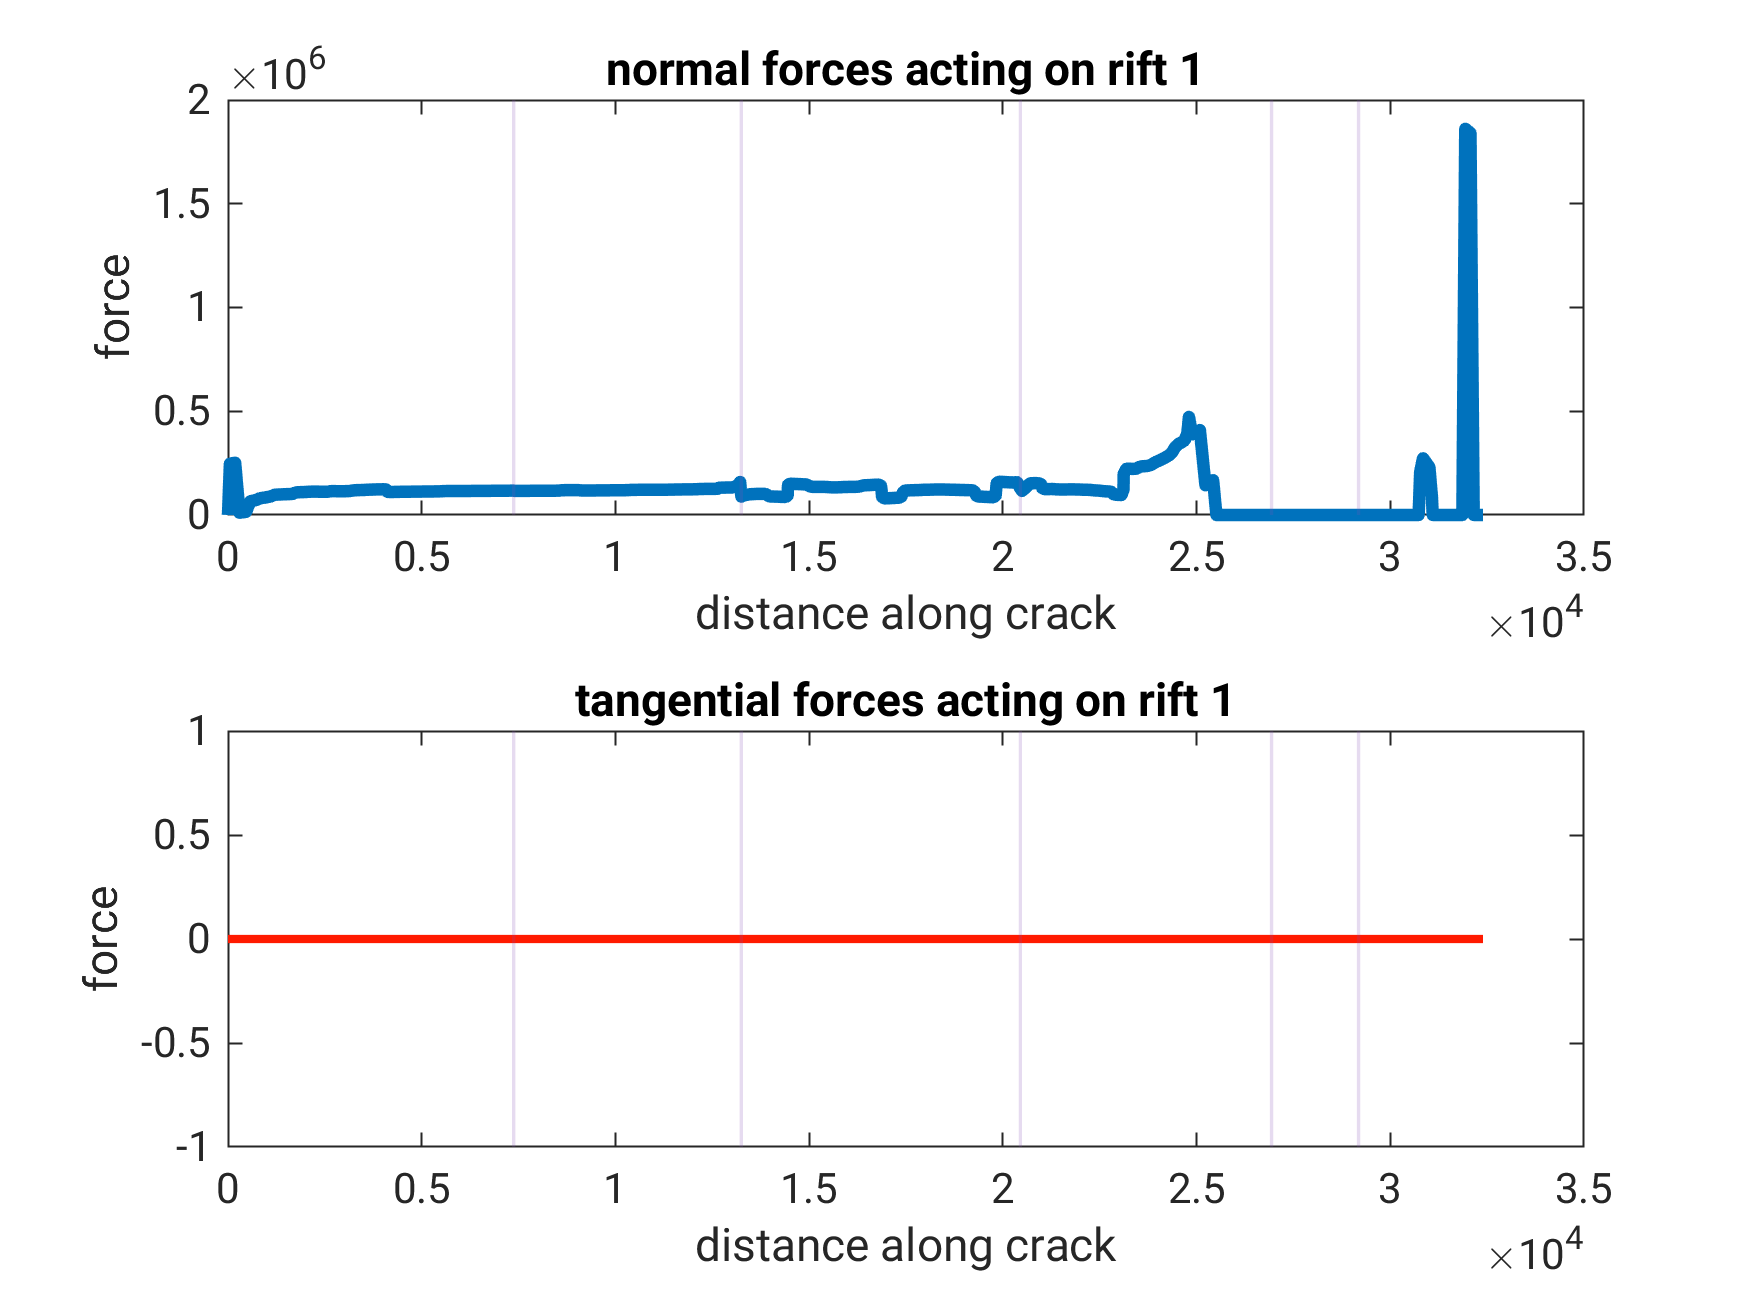 ×10^6
normal forces acting on rift 1
2
1.5
1
0.5
0
force
0 0.5 1 1.5 2 2.5 3 3.5
distance along crack
×10^4
tangential forces acting on rift 1
1
0.5
0
-0.5
-1
force
0 0.5 1 1.5 2 2.5 3 3.5
distance along crack
×10^4